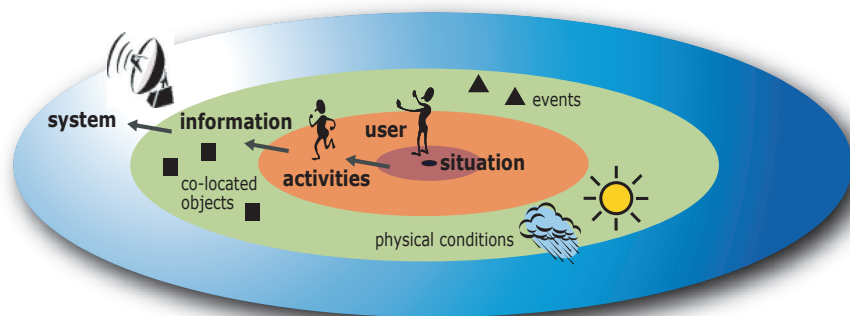 events
system
information
user
situation
activities
co-located
objects
physical conditions